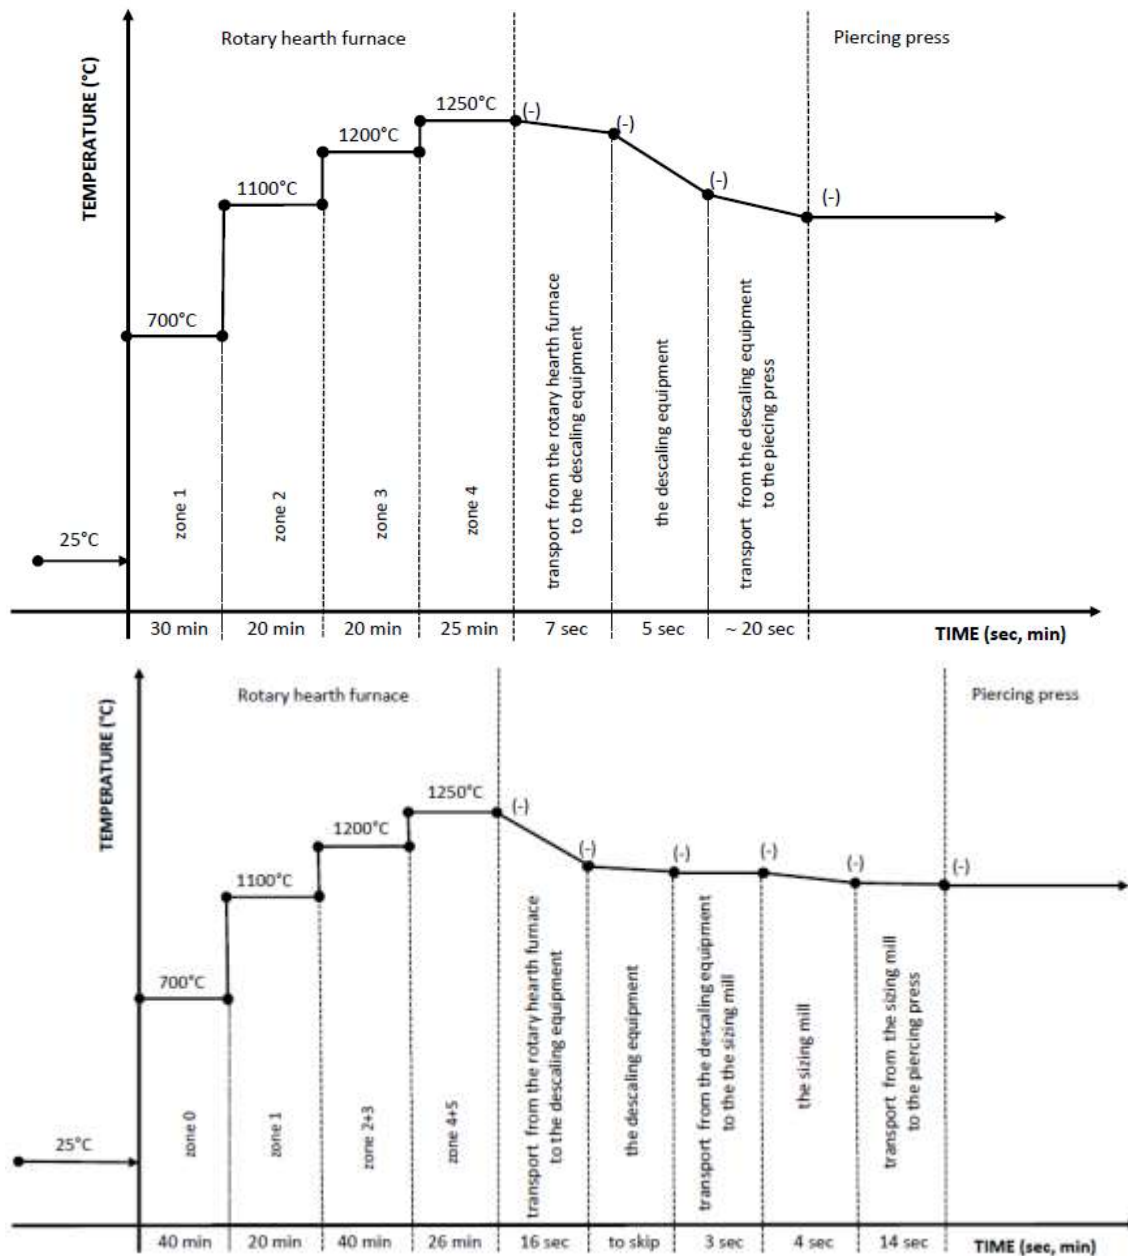 Rotary hearth furnace
Piercing press
TEMPERATURE (°C)
1250°C
(-)
(-)
1200°C
1100°C
(-)
(-)
700°C
25°C
zone 1
zone 2
zone 3
zone 4
transport from the rotary hearth furnace
to the descaling equipment
the descaling equipment
transport from the descaling equipment
to the piecing press
30 min
20 min
20 min
25 min
7 sec
5 sec
~ 20 sec
TIME (sec, min)
Rotary hearth furnace
Piercing press
TEMPERATURE (°C)
1250°C
(-)
1200°C
(-)
(-)
(-)
(-)
(-)
1100°C
700°C
25°C
zone 0
zone 1
zone 2+3
zone 4+5
transport from the rotary hearth furnace
to the descaling equipment
the descaling equipment
transport from the descaling equipment
to the the sizing mill
the sizing mill
transport from the sizing mill
to the piercing press
40 min
20 min
40 min
26 min
16 sec
to skip
3 sec
4 sec
14 sec
TIME (sec, min)